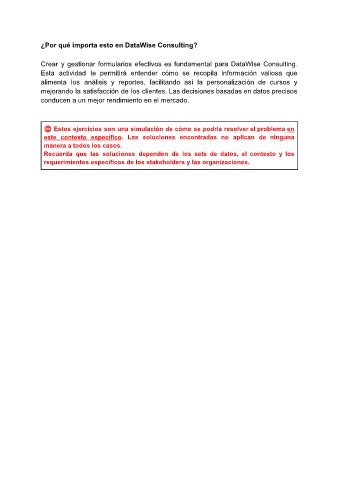 ¿Por qué importa esto en DataWise Consulting?
Crear y gestionar formularios efectivos es fundamental para DataWise Consulting.
Esta actividad te permitirá entender cómo se recopila información valiosa que
alimenta los análisis y reportes, facilitando así la personalización de cursos y
mejorando la satisfacción de los clientes. Las decisiones basadas en datos precisos
conducen a un mejor rendimiento en el mercado.
⛔ Estos ejercicios son una simulación de cómo se podría resolver el problema en
este contexto específico. Las soluciones encontradas no aplican de ninguna
manera a todos los casos.
Recuerda que las soluciones dependen de los sets de datos, el contexto y los
requerimientos específicos de los stakeholders y las organizaciones.